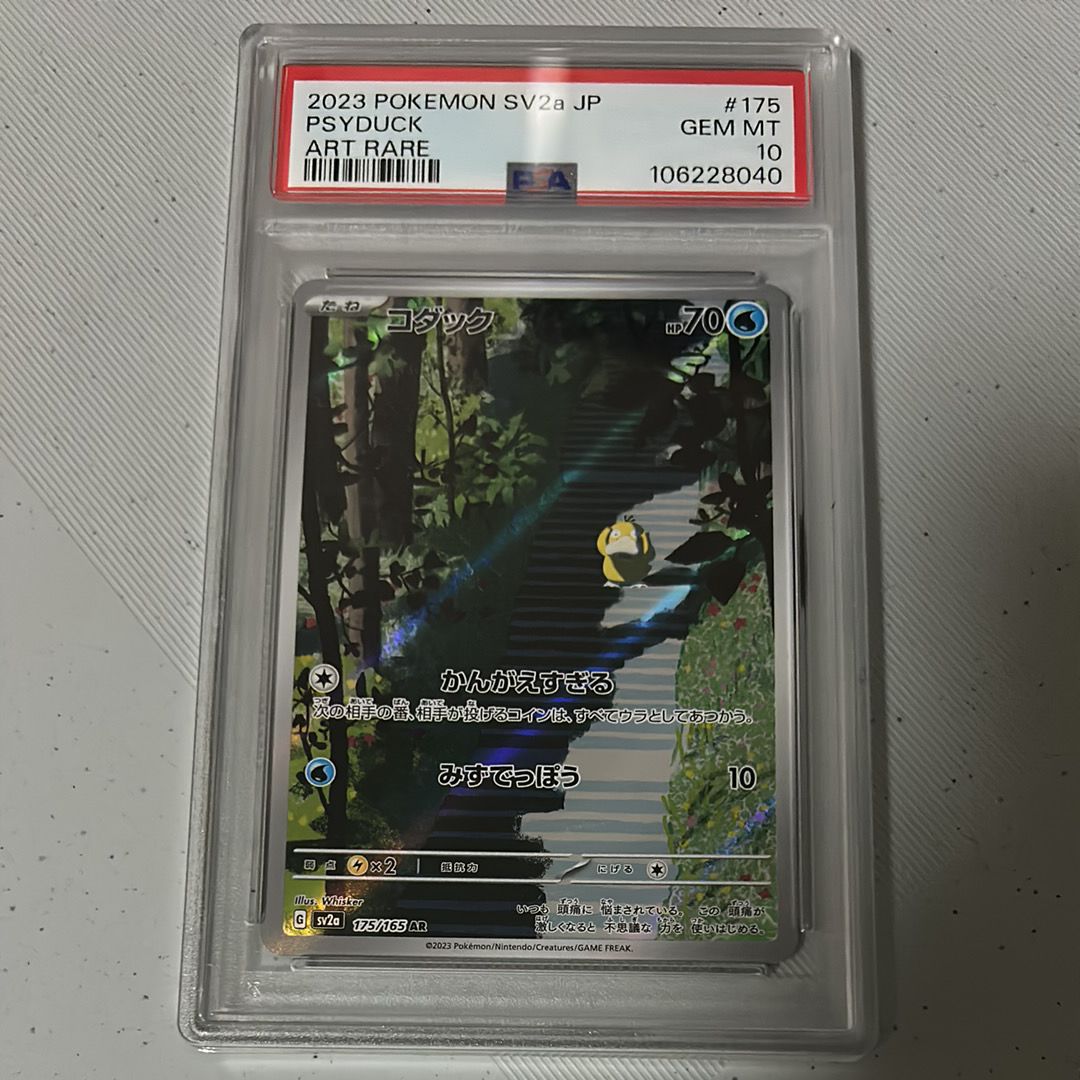 2023 POKEMON SV2a JP #175
PSYDUCK GEM MT
ART RARE 10
PSA 106228040
たね コダック HP70
かんがえすぎる
次の相手の番、相手が投げるコインは、すべてウラとしてあつかう。
みずでっぽう 10
弱点 ×2 抵抗力 にげる
Illus. Whisker
いつも 頭痛に 悩まされている。 この 頭痛が
激しくなると 不思議な 力を 使いはじめる。
G sv2a 175/165 AR
©2023 Pokémon/Nintendo/Creatures/GAME FREAK.